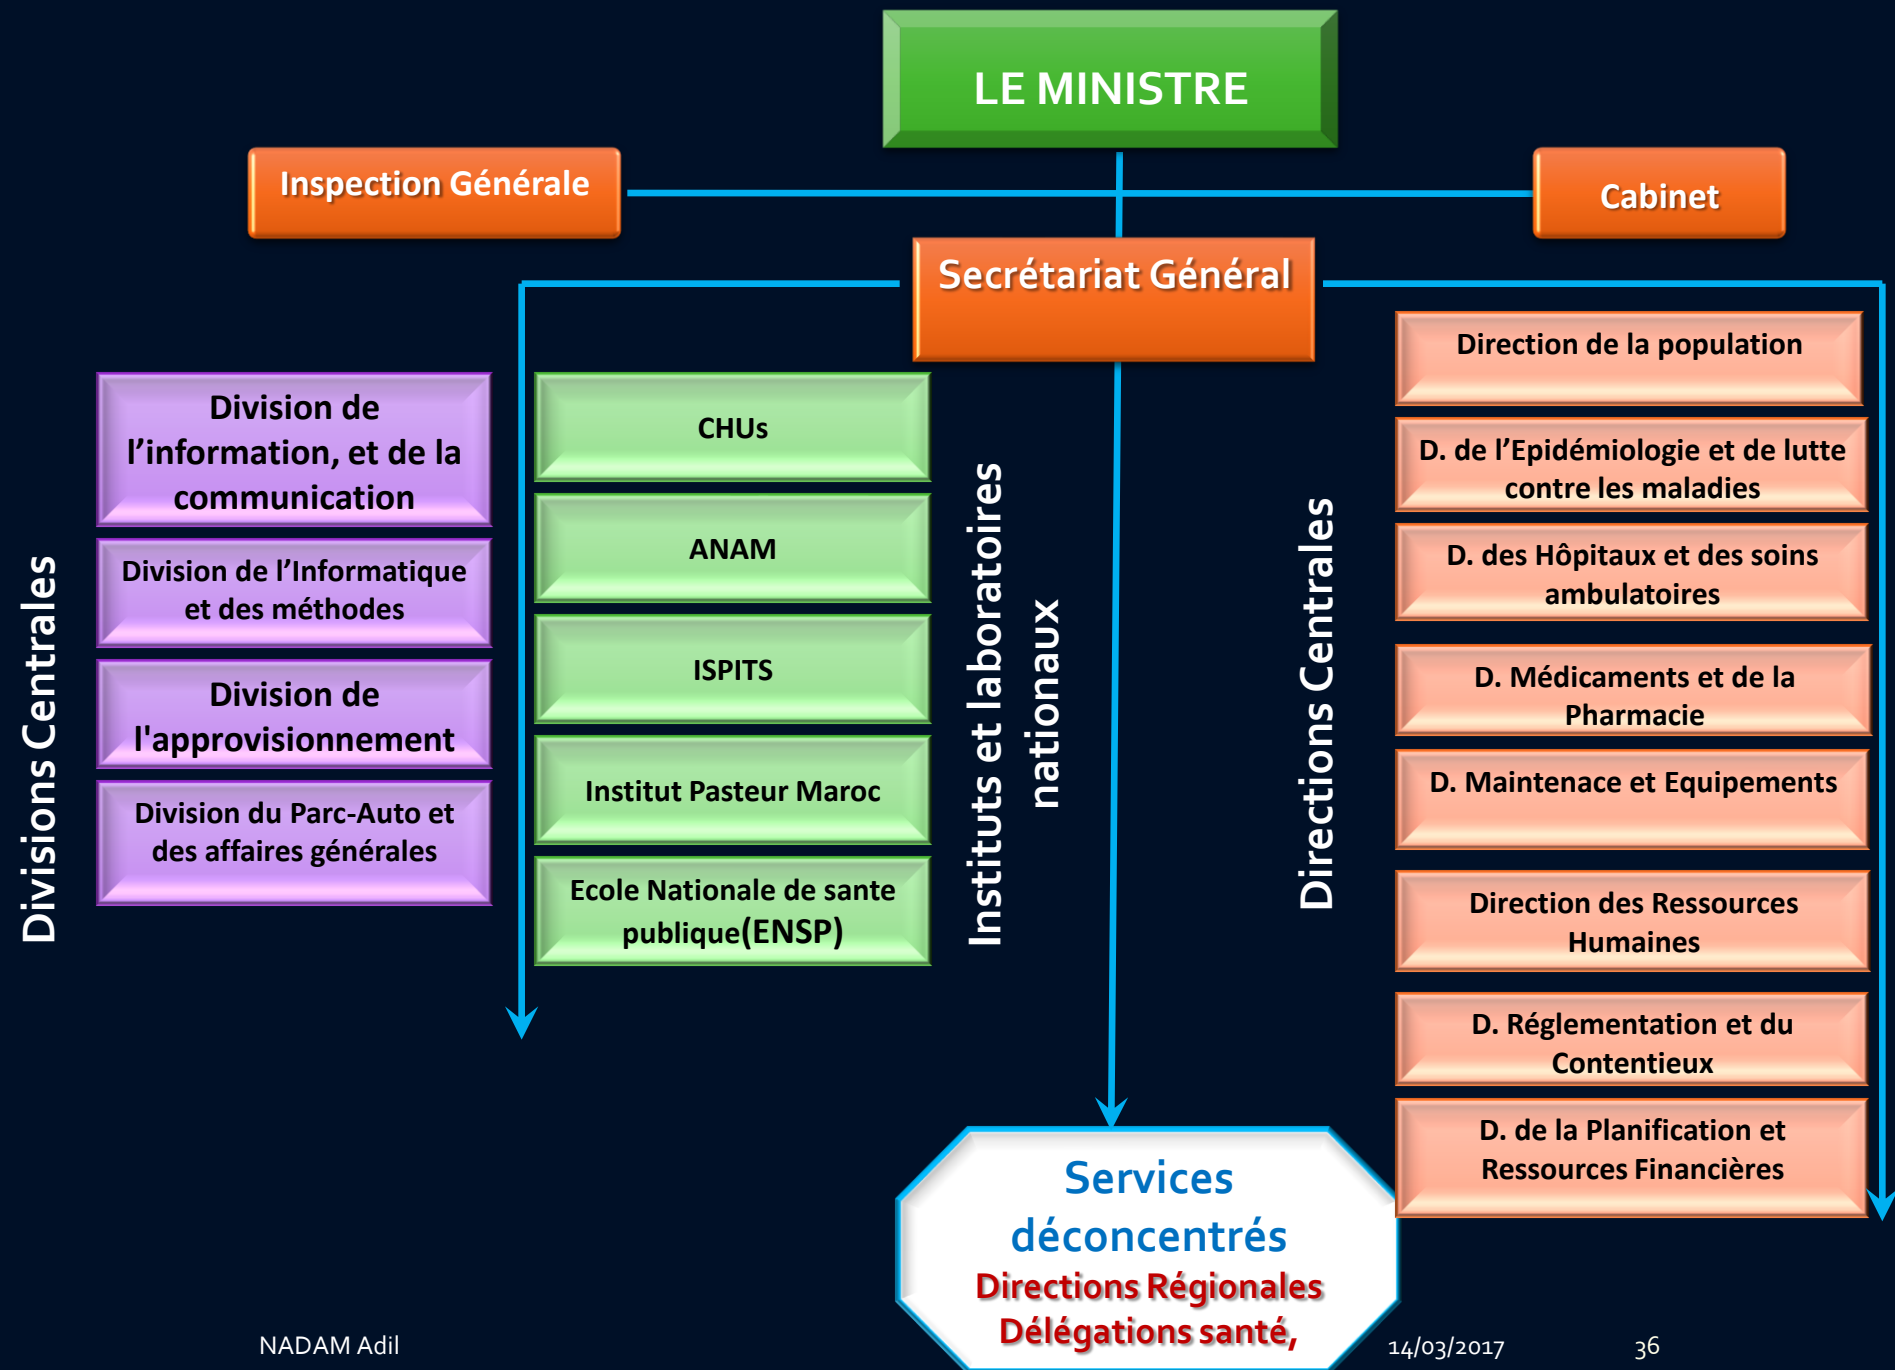 LE MINISTRE
Inspection Générale
Cabinet
Secrétariat Général
Divisions Centrales
Division de
l’information, et de la
communication
Division de l’Informatique
et des méthodes
Division de
l'approvisionnement
Division du Parc-Auto et
des affaires générales
CHUs
ANAM
ISPITS
Institut Pasteur Maroc
Ecole Nationale de sante
publique(ENSP)
Instituts et laboratoires
nationaux
Directions Centrales
Direction de la population
D. de l’Epidémiologie et de lutte
contre les maladies
D. des Hôpitaux et des soins
ambulatoires
D. Médicaments et de la
Pharmacie
D. Maintenace et Equipements
Direction des Ressources
Humaines
D. Réglementation et du
Contentieux
D. de la Planification et
Ressources Financières
Services
déconcentrés
Directions Régionales
Délégations santé,
NADAM Adil
14/03/2017
36